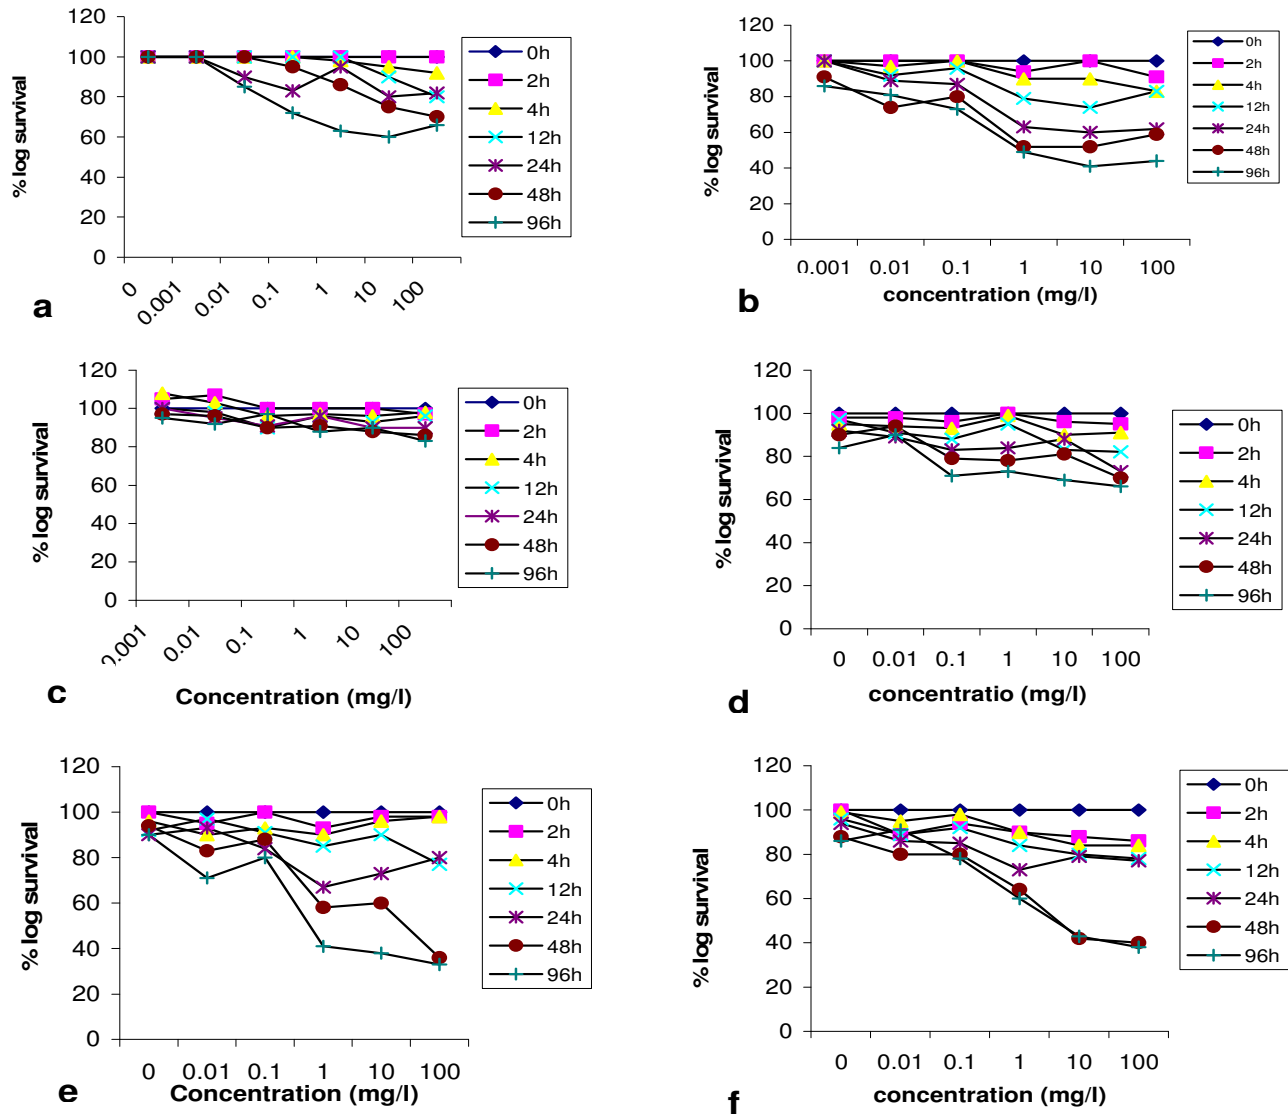 120
100
80
60
40
20
0
% log survival
0
0.001
0.01
0.1
1
10
100
0h
2h
4h
12h
24h
48h
96h
a
120
100
80
60
40
20
0
% log survival
0.001 0.01 0.1 1 10 100
concentration (mg/l)
0h
2h
4h
12h
24h
48h
96h
b
120
100
80
60
40
20
0
% log survival
0.001
0.01
0.1
1
10
100
Concentration (mg/l)
0h
2h
4h
12h
24h
48h
96h
c
120
100
80
60
40
20
0
% log survival
0 0.01 0.1 1 10 100
concentratio (mg/l)
0h
2h
4h
12h
24h
48h
96h
d
120
100
80
60
40
20
0
% log survival
0 0.01 0.1 1 10 100
Concentration (mg/l)
0h
2h
4h
12h
24h
48h
96h
e
120
100
80
60
40
20
0
% log survival
0 0.01 0.1 1 10 100
concentration (mg/l)
0h
2h
4h
12h
24h
48h
96h
f